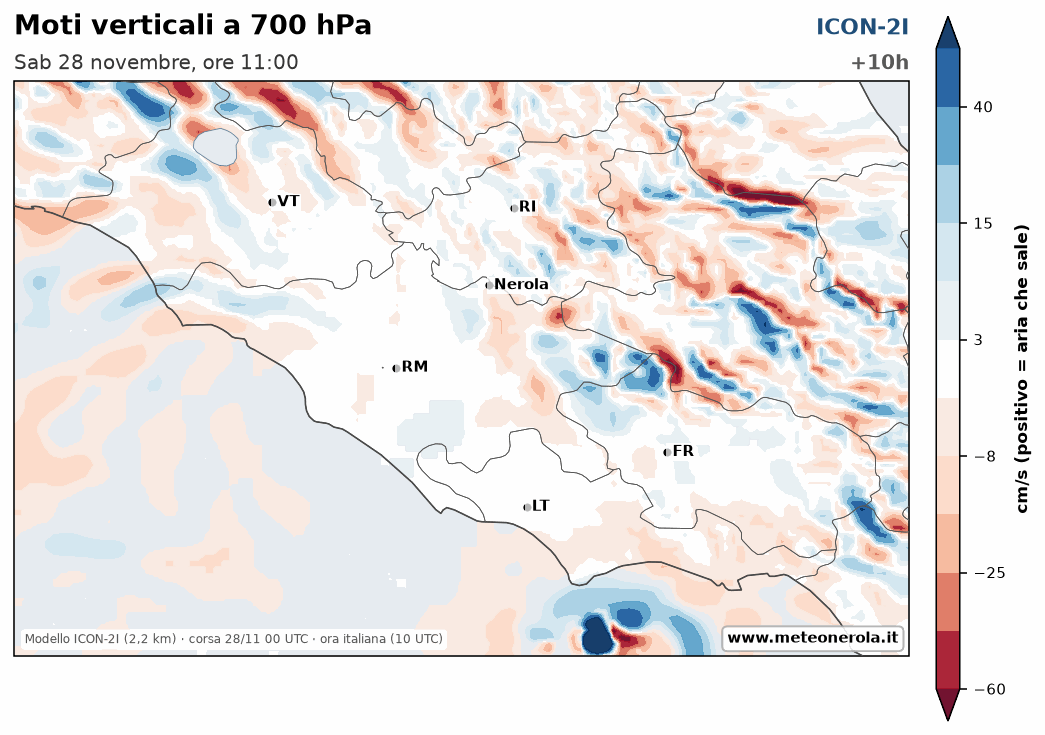 Moti verticali a 700 hPa
ICON-2I
Sab 28 novembre, ore 11:00
+10h
VT
RI
Nerola
RM
FR
LT
40
15
3
−8
−25
−60
cm/s (positivo = aria che sale)
Modello ICON-2I (2,2 km) · corsa 28/11 00 UTC · ora italiana (10 UTC)
www.meteonerola.it